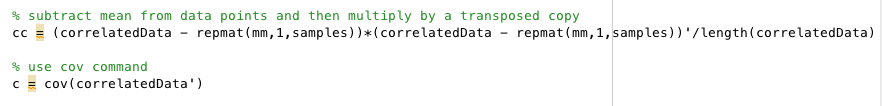 % subtract mean from data points and then multiply by a transposed copy
cc = (correlatedData - repmat(mm,1,samples))*(correlatedData - repmat(mm,1,samples))'/length(correlatedData)
% use cov command
c = cov(correlatedData')